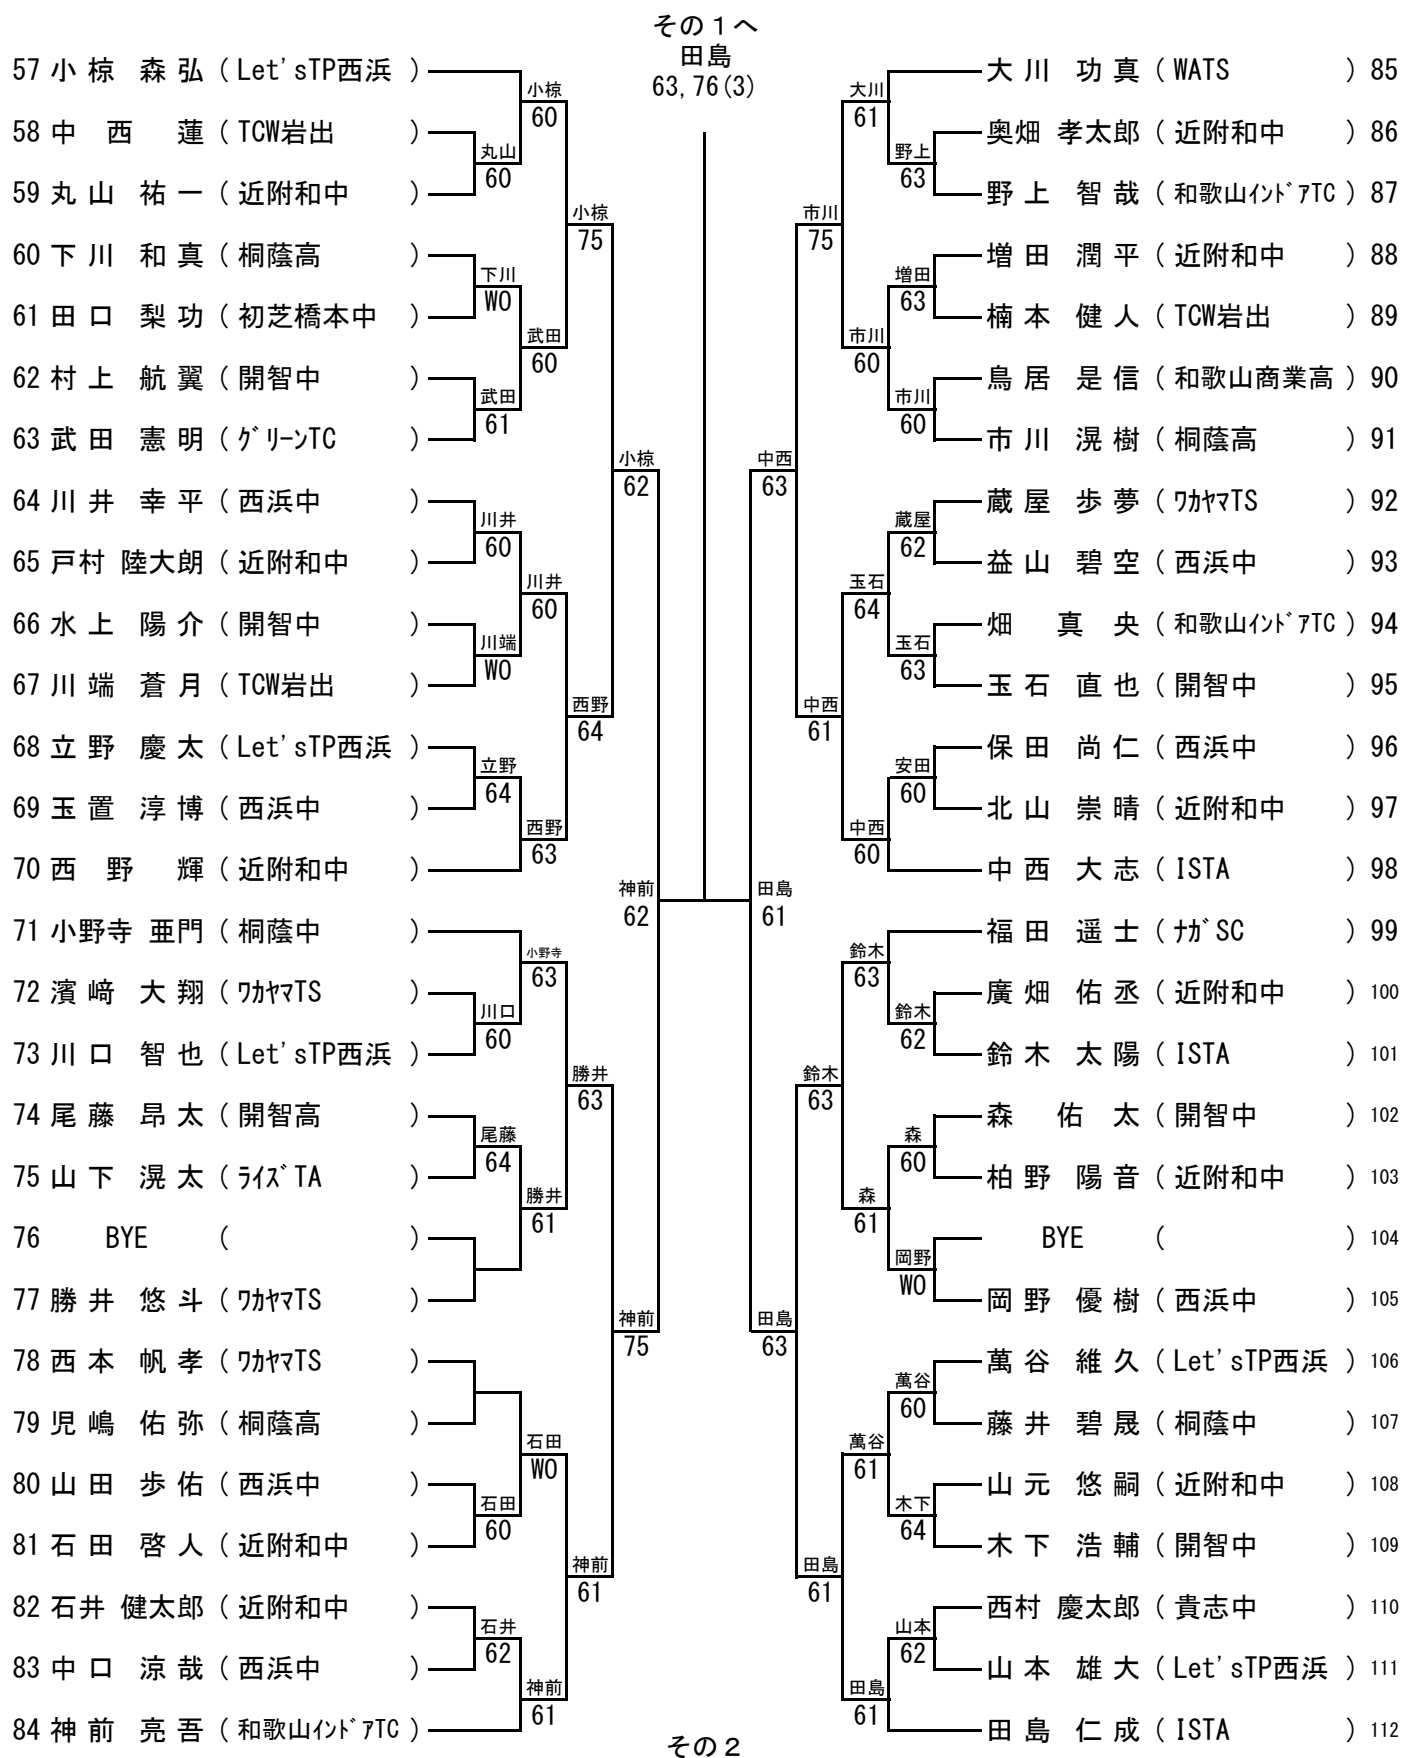 その１へ
田島
63,76(3)
57 小椋 森弘 ( Let'sTP西浜 )
58 中西 蓮 ( TCW岩出 )
59 丸山 祐一 ( 近附和中 )
60 下川 和真 ( 桐蔭高 )
61 田口 梨功 ( 初芝橋本中 )
62 村上 航翼 ( 開智中 )
63 武田 憲明 ( ｸﾞﾘｰﾝTC )
64 川井 幸平 ( 西浜中 )
65 戸村 陸大朗 ( 近附和中 )
66 水上 陽介 ( 開智中 )
67 川端 蒼月 ( TCW岩出 )
68 立野 慶太 ( Let'sTP西浜 )
69 玉置 淳博 ( 西浜中 )
70 西野 輝 ( 近附和中 )
71 小野寺 亜門 ( 桐蔭中 )
72 濱﨑 大翔 ( ﾜｶﾔﾏTS )
73 川口 智也 ( Let'sTP西浜 )
74 尾藤 昂太 ( 開智高 )
75 山下 滉太 ( ﾗｲｽﾞTA )
76 BYE ( )
77 勝井 悠斗 ( ﾜｶﾔﾏTS )
78 西本 帆孝 ( ﾜｶﾔﾏTS )
79 児嶋 佑弥 ( 桐蔭高 )
80 山田 歩佑 ( 西浜中 )
81 石田 啓人 ( 近附和中 )
82 石井 健太郎 ( 近附和中 )
83 中口 涼哉 ( 西浜中 )
84 神前 亮吾 ( 和歌山ｲﾝﾄﾞｱTC )
丸山
60
下川
WO
武田
61
川井
60
川端
WO
立野
64
川口
60
尾藤
64
石田
60
石井
62
小椋
60
武田
60
川井
60
西野
63
小野寺
63
勝井
61
石田
WO
神前
61
小椋
75
西野
64
勝井
63
神前
61
小椋
62
神前
75
神前
62
田島
61
中西
63
田島
63
市川
75
中西
61
鈴木
63
田島
61
大川
61
市川
60
玉石
64
中西
60
鈴木
63
森
61
萬谷
61
田島
61
野上
63
増田
63
市川
60
蔵屋
62
玉石
63
安田
60
鈴木
62
森
60
岡野
WO
萬谷
60
木下
64
山本
62
大川 功真 ( WATS ) 85
奥畑 孝太郎 ( 近附和中 ) 86
野上 智哉 ( 和歌山ｲﾝﾄﾞｱTC ) 87
増田 潤平 ( 近附和中 ) 88
楠本 健人 ( TCW岩出 ) 89
鳥居 是信 ( 和歌山商業高 ) 90
市川 滉樹 ( 桐蔭高 ) 91
蔵屋 歩夢 ( ﾜｶﾔﾏTS ) 92
益山 碧空 ( 西浜中 ) 93
畑 真央 ( 和歌山ｲﾝﾄﾞｱTC ) 94
玉石 直也 ( 開智中 ) 95
保田 尚仁 ( 西浜中 ) 96
北山 崇晴 ( 近附和中 ) 97
中西 大志 ( ISTA ) 98
福田 遥士 ( ﾅｶﾞSC ) 99
廣畑 佑丞 ( 近附和中 ) 100
鈴木 太陽 ( ISTA ) 101
森 佑太 ( 開智中 ) 102
柏野 陽音 ( 近附和中 ) 103
BYE ( ) 104
岡野 優樹 ( 西浜中 ) 105
萬谷 維久 ( Let'sTP西浜 ) 106
藤井 碧晟 ( 桐蔭中 ) 107
山元 悠嗣 ( 近附和中 ) 108
木下 浩輔 ( 開智中 ) 109
西村 慶太郎 ( 貴志中 ) 110
山本 雄大 ( Let'sTP西浜 ) 111
田島 仁成 ( ISTA ) 112
その２